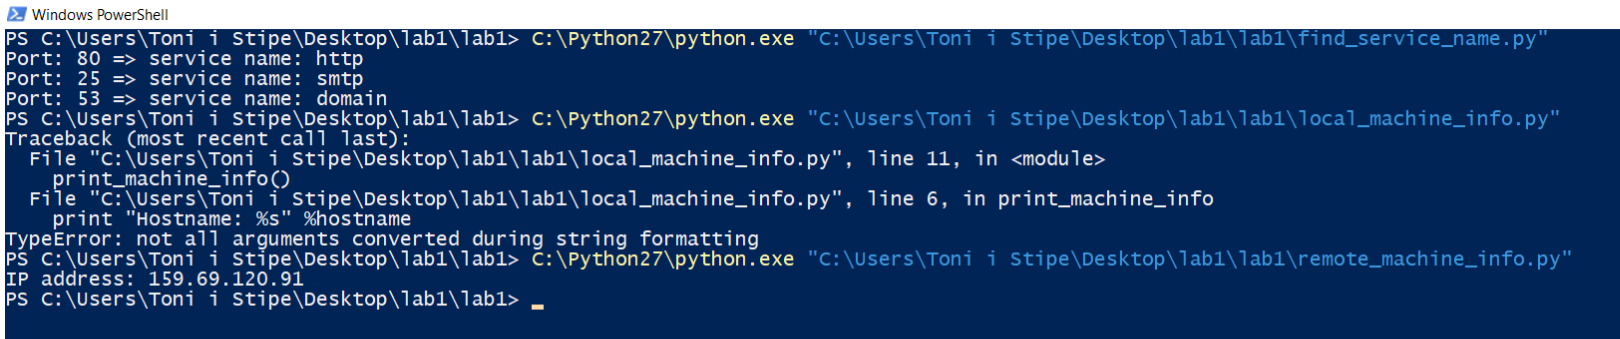 Windows PowerShell
PS C:\Users\Toni i Stipe\Desktop\lab1\lab1> C:\Python27\python.exe "C:\Users\Toni i Stipe\Desktop\lab1\lab1\find_service_name.py"
Port: 80 => service name: http
Port: 25 => service name: smtp
Port: 53 => service name: domain
PS C:\Users\Toni i Stipe\Desktop\lab1\lab1> C:\Python27\python.exe "C:\Users\Toni i Stipe\Desktop\lab1\lab1\local_machine_info.py"
Traceback (most recent call last):
  File "C:\Users\Toni i Stipe\Desktop\lab1\lab1\local_machine_info.py", line 11, in <module>
    print_machine_info()
  File "C:\Users\Toni i Stipe\Desktop\lab1\lab1\local_machine_info.py", line 6, in print_machine_info
    print "Hostname: %s" %hostname
TypeError: not all arguments converted during string formatting
PS C:\Users\Toni i Stipe\Desktop\lab1\lab1> C:\Python27\python.exe "C:\Users\Toni i Stipe\Desktop\lab1\lab1\remote_machine_info.py"
IP address: 159.69.120.91
PS C:\Users\Toni i Stipe\Desktop\lab1\lab1>